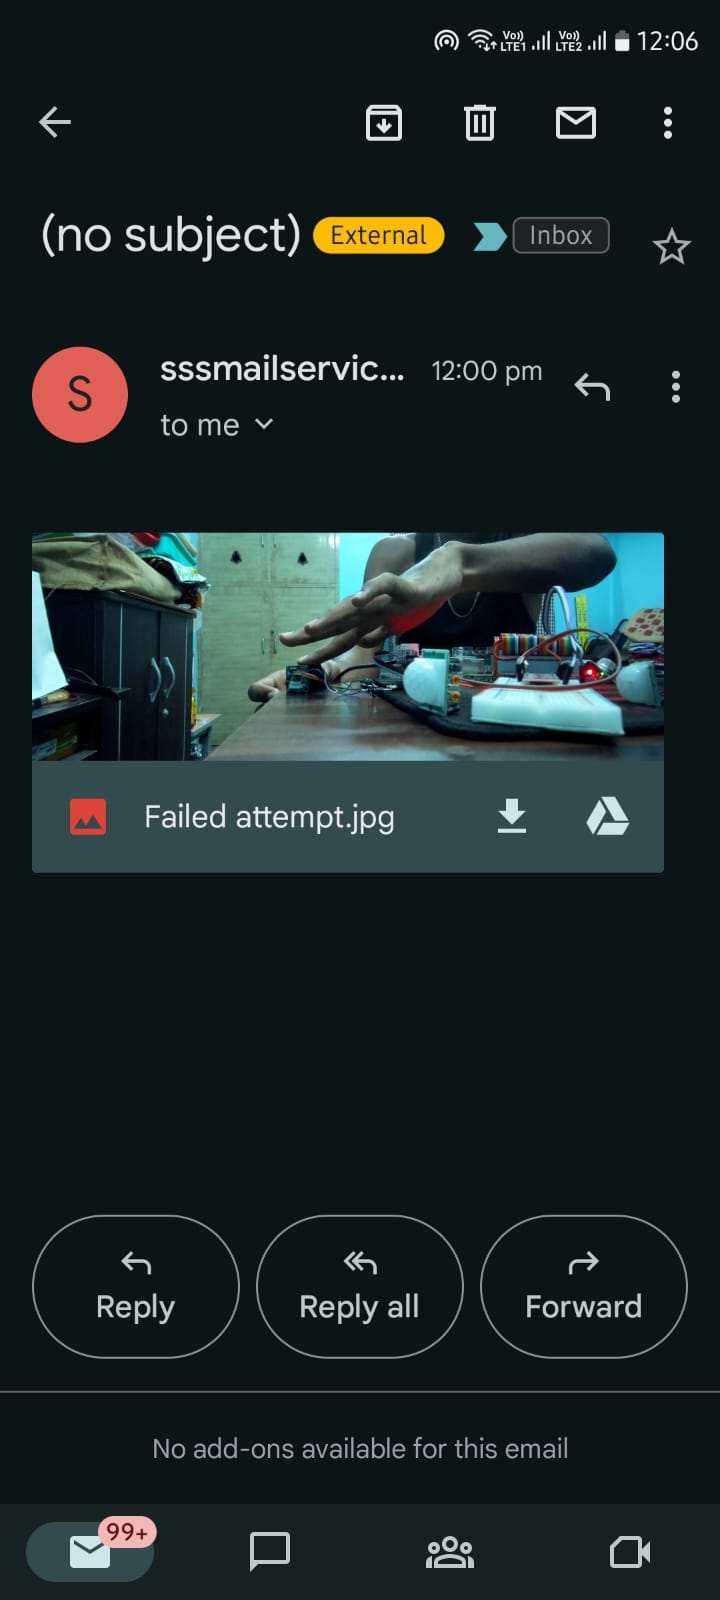 Vo)) LTE1 Vo)) LTE2 12:06
(no subject) External Inbox
S sssmailservic... 12:00 pm
to me
Failed attempt.jpg
Reply Reply all Forward
No add-ons available for this email
99+